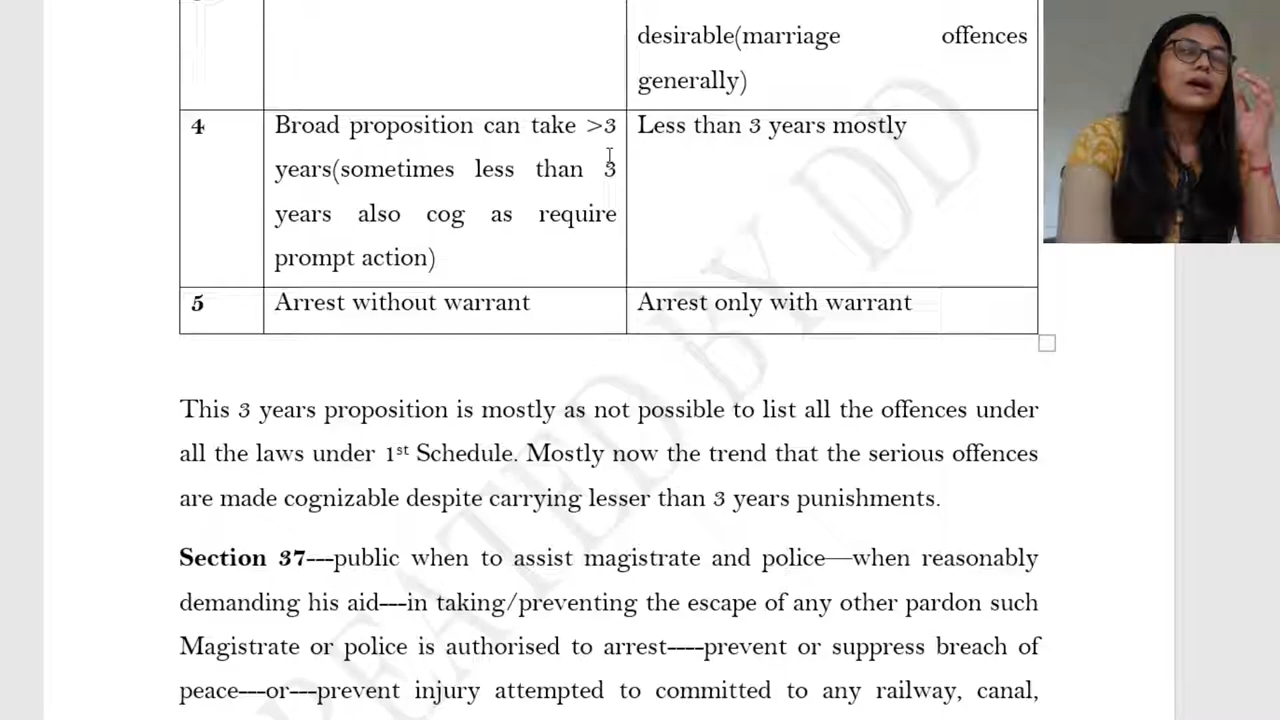 desirable(marriage offences
generally)
4 Broad proposition can take >3 Less than 3 years mostly
years(sometimes less than 3
years also cog as require
prompt action)
5 Arrest without warrant Arrest only with warrant
This 3 years proposition is mostly as not possible to list all the offences under
all the laws under 1st Schedule. Mostly now the trend that the serious offences
are made cognizable despite carrying lesser than 3 years punishments.
Section 37---public when to assist magistrate and police—when reasonably
demanding his aid---in taking/preventing the escape of any other pardon such
Magistrate or police is authorised to arrest----prevent or suppress breach of
peace---or---prevent injury attempted to committed to any railway, canal,
EATED BY DD